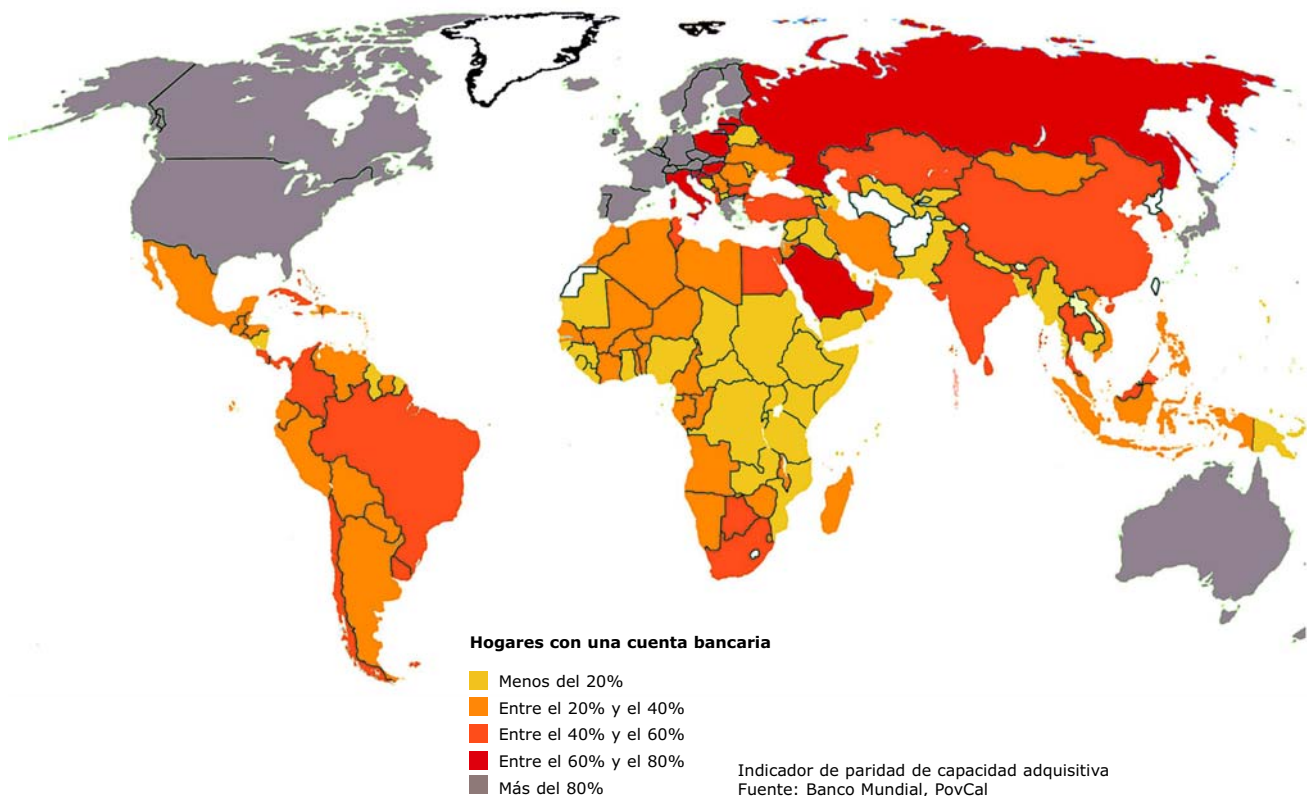 Hogares con una cuenta bancaria
Menos del 20%
Entre el 20% y el 40%
Entre el 40% y el 60%
Entre el 60% y el 80%
Más del 80%
Indicador de paridad de capacidad adquisitiva
Fuente: Banco Mundial, PovCal